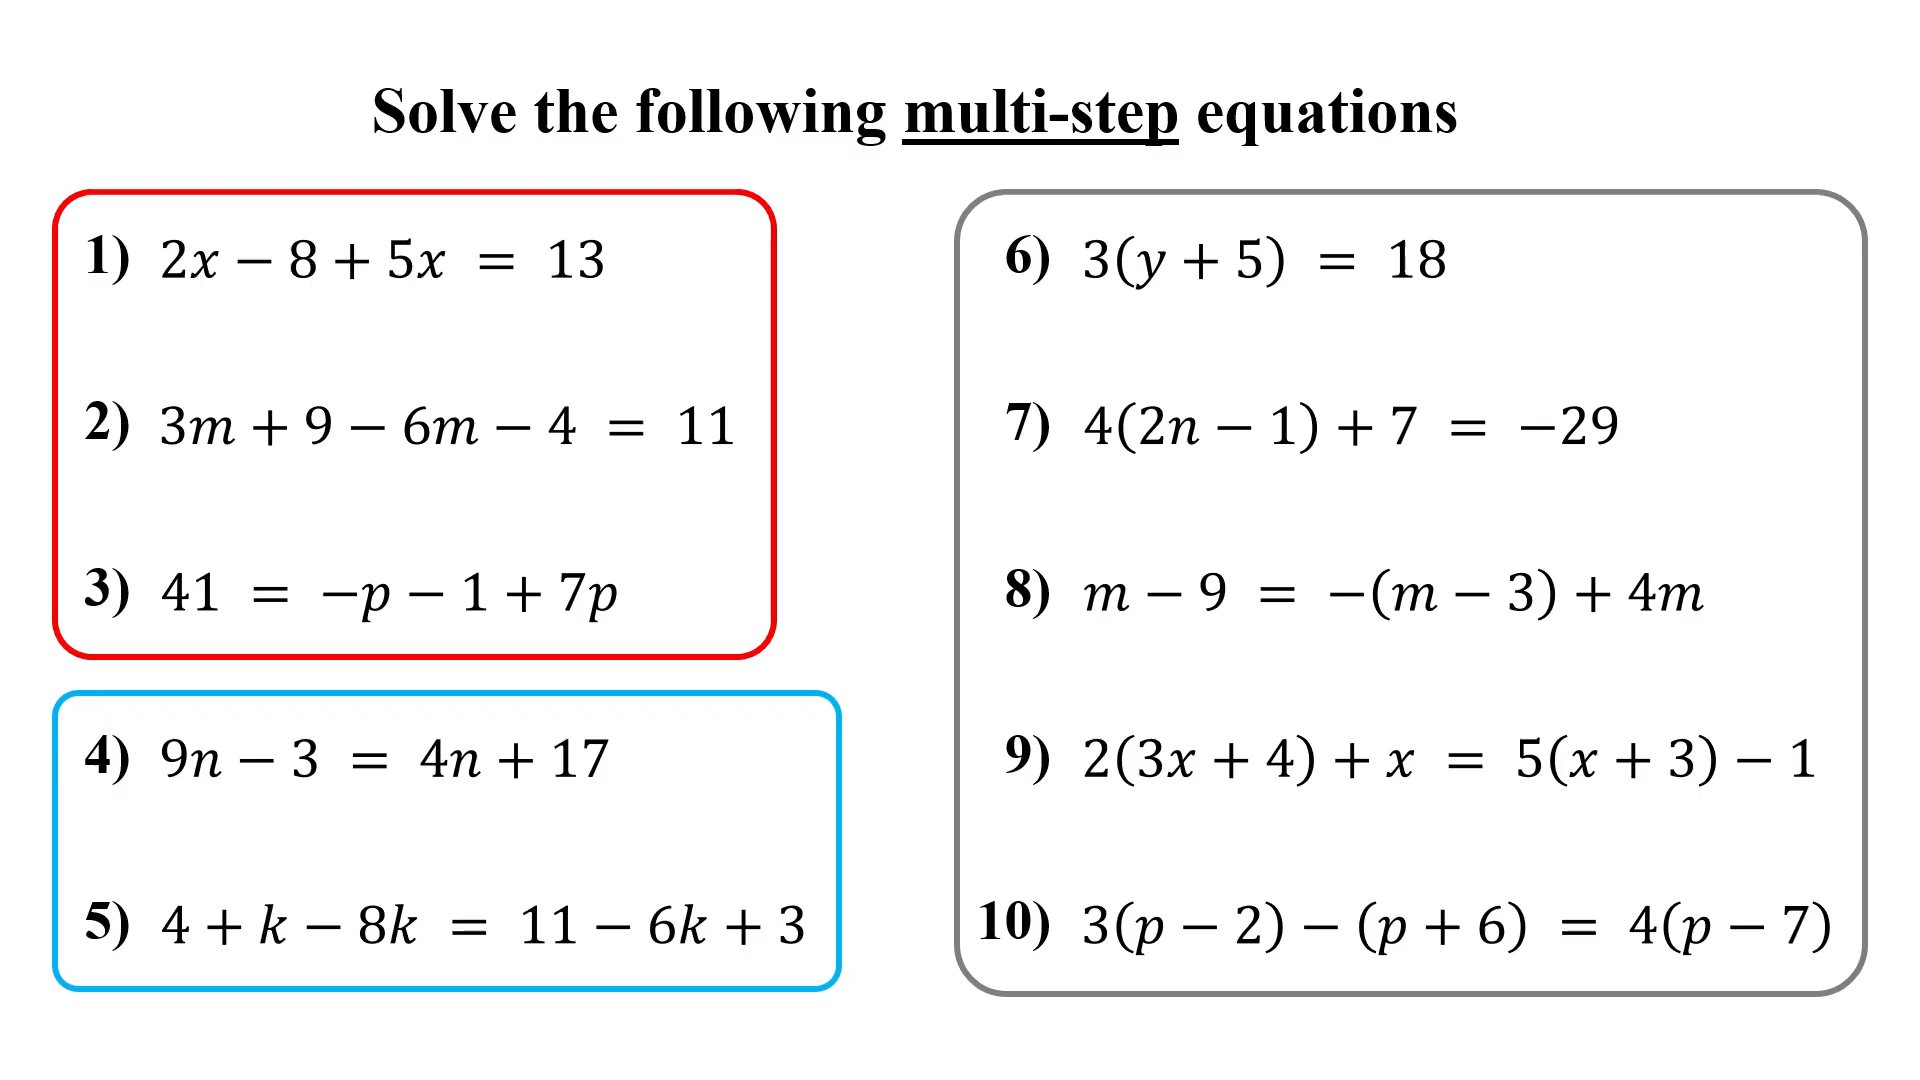 Solve the following multi-step equations
1) 2x − 8 + 5x = 13
2) 3m + 9 − 6m − 4 = 11
3) 41 = −p − 1 + 7p
4) 9n − 3 = 4n + 17
5) 4 + k − 8k = 11 − 6k + 3
6) 3(y + 5) = 18
7) 4(2n − 1) + 7 = −29
8) m − 9 = −(m − 3) + 4m
9) 2(3x + 4) + x = 5(x + 3) − 1
10) 3(p − 2) − (p + 6) = 4(p − 7)